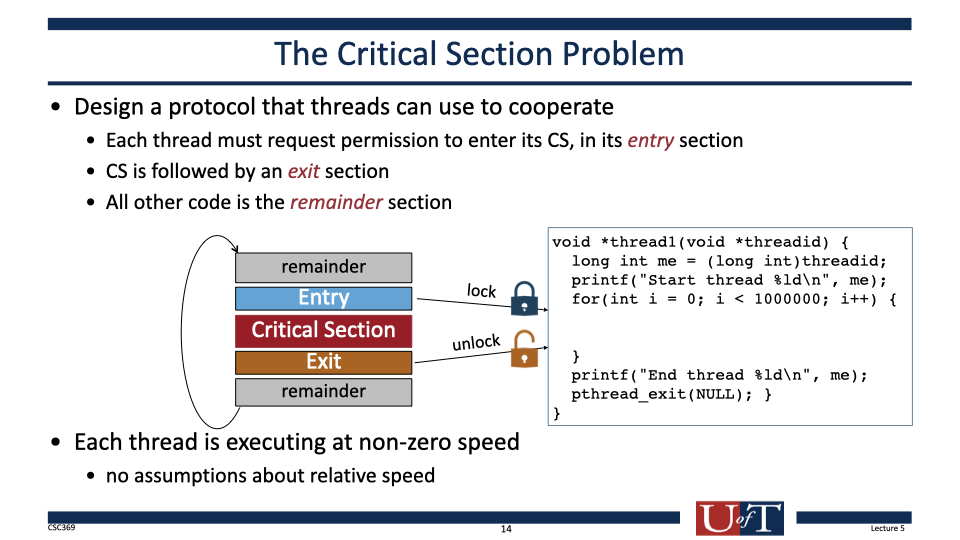 The Critical Section Problem
• Design a protocol that threads can use to cooperate
• Each thread must request permission to enter its CS, in its entry section
• CS is followed by an exit section
• All other code is the remainder section
remainder
Entry
Critical Section
Exit
remainder
lock
unlock
void *thread1(void *threadid) {
  long int me = (long int)threadid;
  printf("Start thread %ld\n", me);
  for(int i = 0; i < 1000000; i++) {
  }
  printf("End thread %ld\n", me);
  pthread_exit(NULL); }
}
• Each thread is executing at non-zero speed
• no assumptions about relative speed
CSC369
14
U of T
Lecture 5